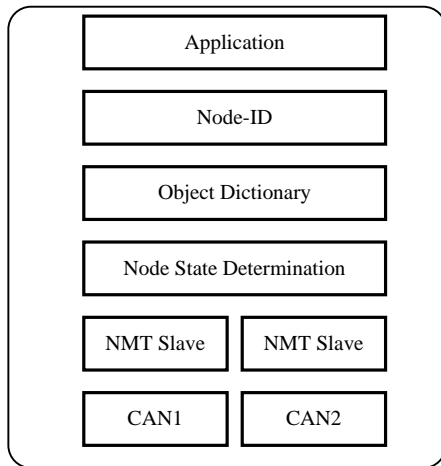 Application
Node-ID
Object Dictionary
Node State Determination
NMT Slave NMT Slave
CAN1 CAN2